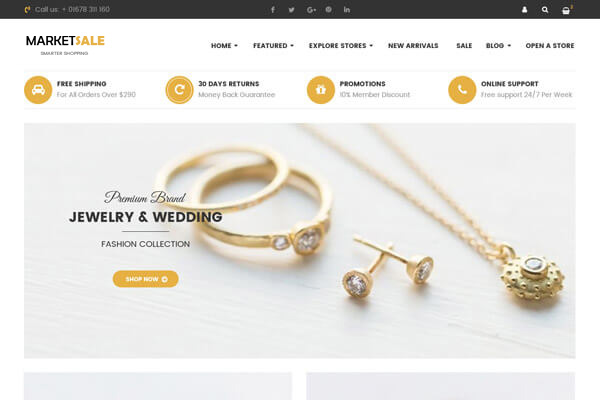 Call us: + 01678 311 160
2
MARKETSALE
SMARTER SHOPPING
HOME
FEATURED
EXPLORE STORES
NEW ARRIVALS
SALE
BLOG
OPEN A STORE
FREE SHIPPING
For All Orders Over $290
30 DAYS RETURNS
Money Back Guarantee
PROMOTIONS
10% Member Discount
ONLINE SUPPORT
Free support 24/7 Per Week
Premium Brand
JEWELRY & WEDDING
FASHION COLLECTION
SHOP NOW